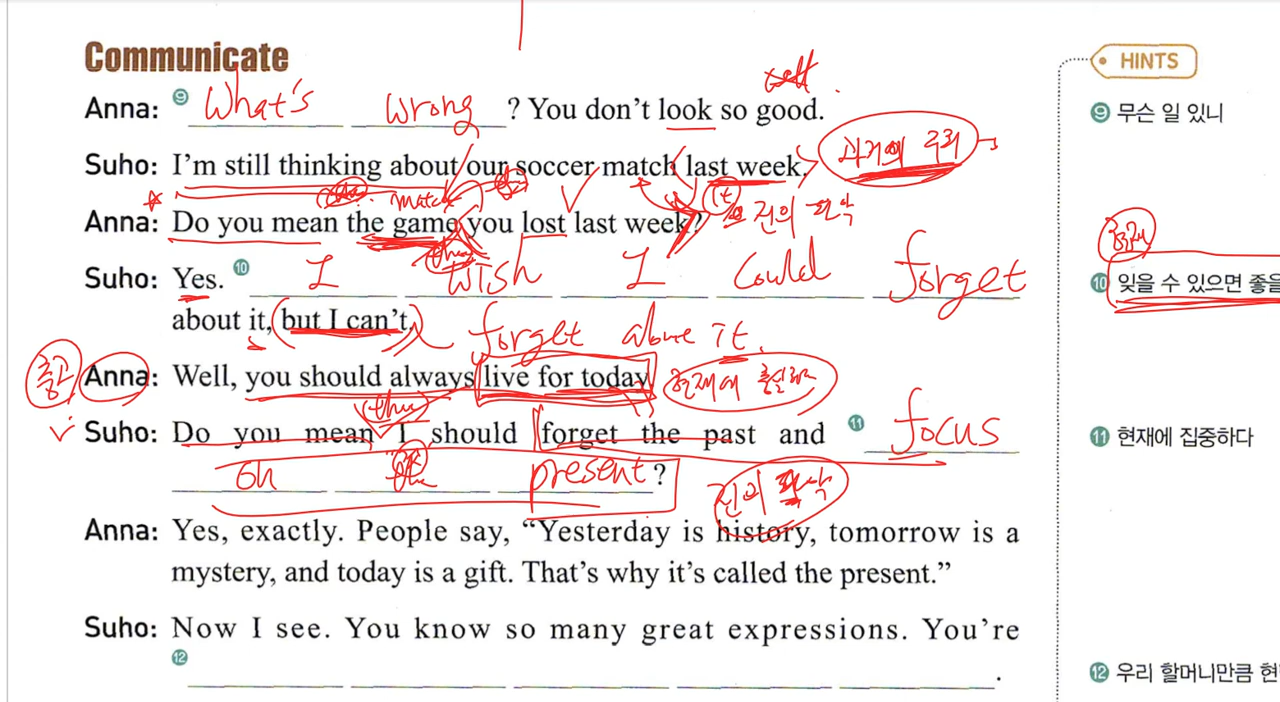 Communicate
HINTS
Anna: ⑨ What's wrong ? You don't look so good.
⑨ 무슨 일 있니
Suho: I'm still thinking about our soccer match last week.
과거의
match
Anna: Do you mean the game you lost last week?
it
전의 파악
Suho: Yes. ⑩ I wish I could forget
⑩ 잊을 수 있으면 좋을
about it, but I can't.
forget about it.
충고
Anna: Well, you should always live for today.
현재에 충실해라
Suho: Do you mean I should forget the past and ⑪ focus
⑪ 현재에 집중하다
on the present ?
진의 파악
Anna: Yes, exactly. People say, “Yesterday is history, tomorrow is a
mystery, and today is a gift. That's why it's called the present.”
Suho: Now I see. You know so many great expressions. You're
⑫ .
⑫ 우리 할머니만큼 현